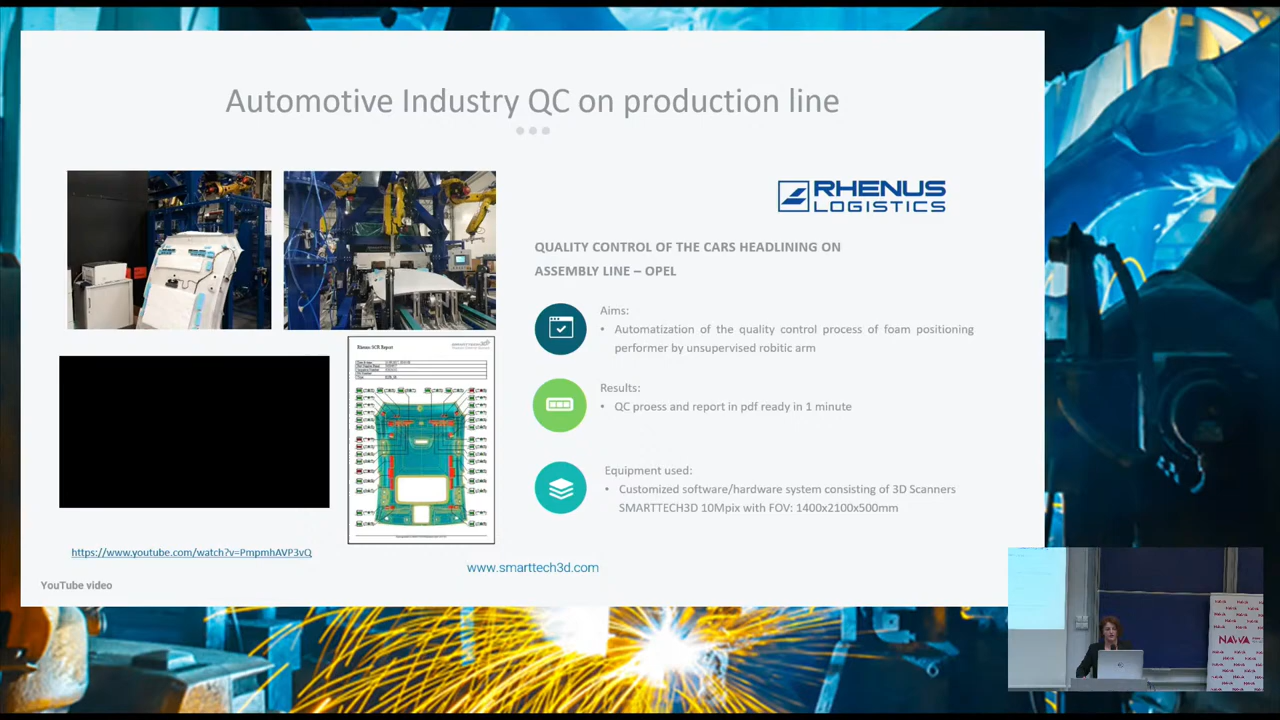 Automotive Industry QC on production line
RHENUS
LOGISTICS
QUALITY CONTROL OF THE CARS HEADLINING ON
ASSEMBLY LINE – OPEL
Aims:
• Automatization of the quality control process of foam positioning
performer by unsupervised robitic arm
Results:
• QC proess and report in pdf ready in 1 minute
Equipment used:
• Customized software/hardware system consisting of 3D Scanners
SMARTTECH3D 10Mpix with FOV: 1400x2100x500mm
https://www.youtube.com/watch?v=PmpmhAVP3vQ
www.smarttech3d.com
YouTube video
NAWA